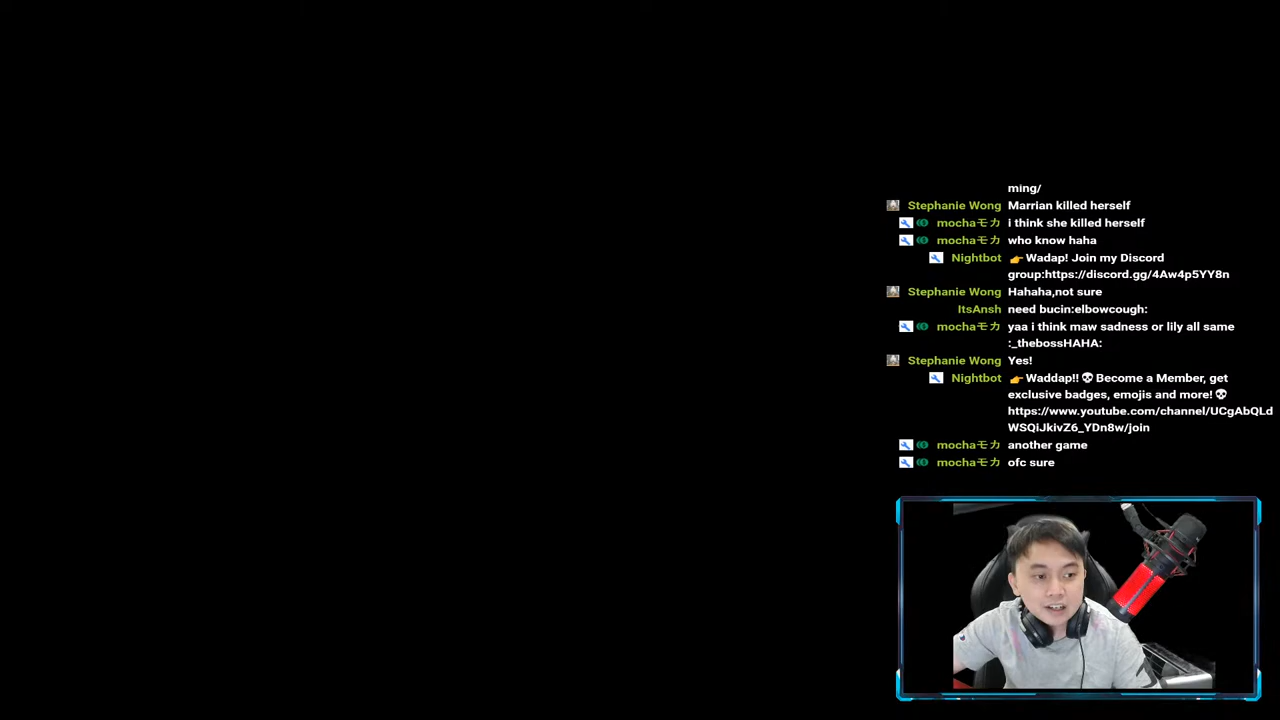 ming/
Stephanie Wong Marrian killed herself
mochaモカ i think she killed herself
mochaモカ who know haha
Nightbot 👉 Wadap! Join my Discord
group:https://discord.gg/4Aw4p5YY8n
Stephanie Wong Hahaha,not sure
ItsAnsh need bucin:elbowcough:
mochaモカ yaa i think maw sadness or lily all same
:_thebossHAHA:
Stephanie Wong Yes!
Nightbot 👉 Waddap!! 💀 Become a Member, get
exclusive badges, emojis and more! 💀
https://www.youtube.com/channel/UCgAbQLd
WSQiJkivZ6_YDn8w/join
mochaモカ another game
mochaモカ ofc sure